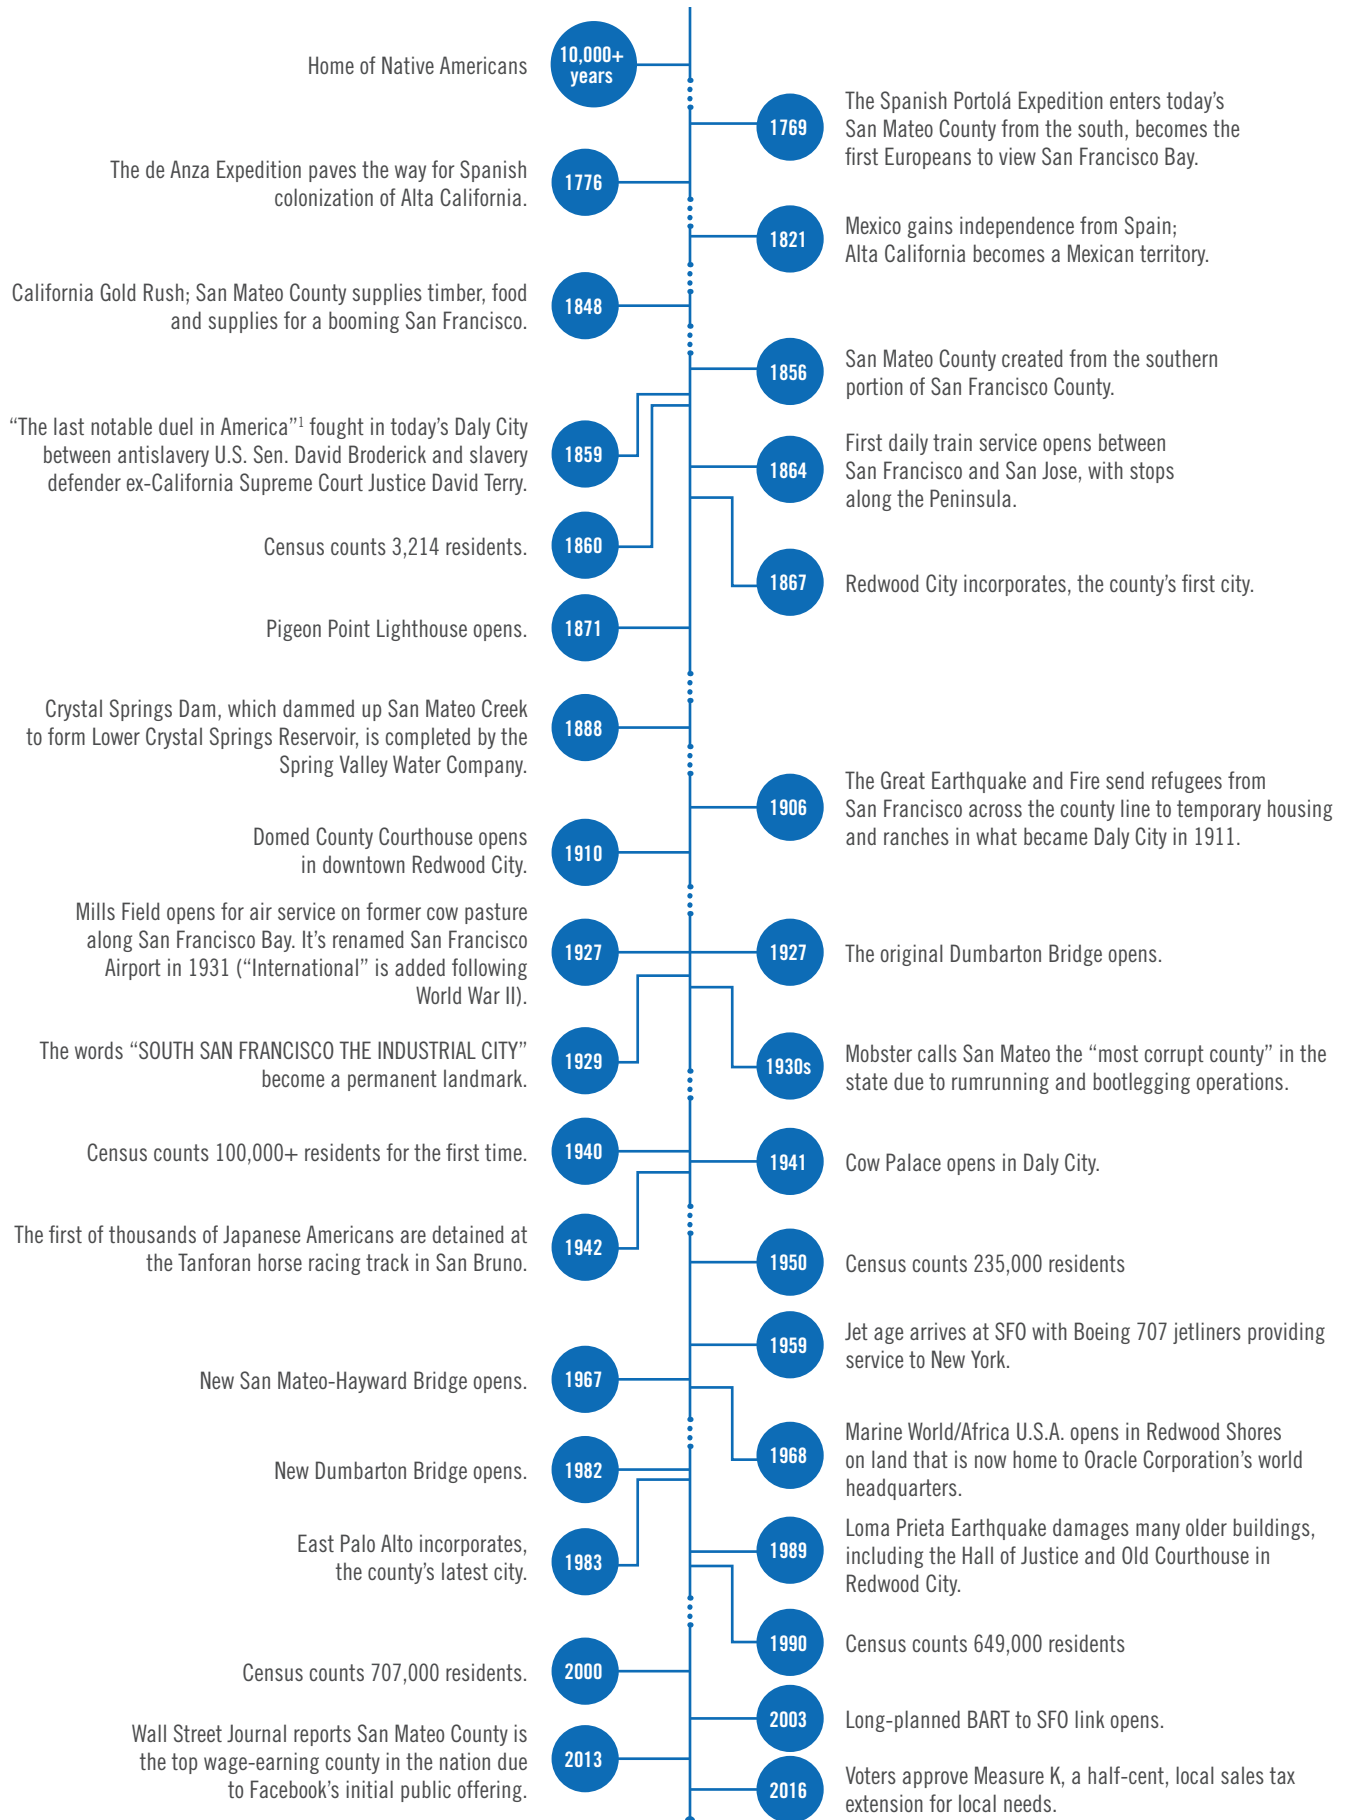 Home of Native Americans
10,000+
years
1769
The Spanish Portolá Expedition enters today's
San Mateo County from the south, becomes the
first Europeans to view San Francisco Bay.
The de Anza Expedition paves the way for Spanish
colonization of Alta California.
1776
1821
Mexico gains independence from Spain;
Alta California becomes a Mexican territory.
California Gold Rush; San Mateo County supplies timber, food
and supplies for a booming San Francisco.
1848
1856
San Mateo County created from the southern
portion of San Francisco County.
“The last notable duel in America”¹ fought in today's Daly City
between antislavery U.S. Sen. David Broderick and slavery
defender ex-California Supreme Court Justice David Terry.
1859
1864
First daily train service opens between
San Francisco and San Jose, with stops
along the Peninsula.
Census counts 3,214 residents.
1860
1867
Redwood City incorporates, the county's first city.
Pigeon Point Lighthouse opens.
1871
Crystal Springs Dam, which dammed up San Mateo Creek
to form Lower Crystal Springs Reservoir, is completed by the
Spring Valley Water Company.
1888
1906
The Great Earthquake and Fire send refugees from
San Francisco across the county line to temporary housing
and ranches in what became Daly City in 1911.
Domed County Courthouse opens
in downtown Redwood City.
1910
Mills Field opens for air service on former cow pasture
along San Francisco Bay. It's renamed San Francisco
Airport in 1931 (“International” is added following
World War II).
1927
1927
The original Dumbarton Bridge opens.
The words “SOUTH SAN FRANCISCO THE INDUSTRIAL CITY”
become a permanent landmark.
1929
1930s
Mobster calls San Mateo the “most corrupt county” in the
state due to rumrunning and bootlegging operations.
Census counts 100,000+ residents for the first time.
1940
1941
Cow Palace opens in Daly City.
The first of thousands of Japanese Americans are detained at
the Tanforan horse racing track in San Bruno.
1942
1950
Census counts 235,000 residents
1959
Jet age arrives at SFO with Boeing 707 jetliners providing
service to New York.
New San Mateo-Hayward Bridge opens.
1967
1968
Marine World/Africa U.S.A. opens in Redwood Shores
on land that is now home to Oracle Corporation's world
headquarters.
New Dumbarton Bridge opens.
1982
East Palo Alto incorporates,
the county's latest city.
1983
1989
Loma Prieta Earthquake damages many older buildings,
including the Hall of Justice and Old Courthouse in
Redwood City.
1990
Census counts 649,000 residents
Census counts 707,000 residents.
2000
2003
Long-planned BART to SFO link opens.
Wall Street Journal reports San Mateo County is
the top wage-earning county in the nation due
to Facebook's initial public offering.
2013
2016
Voters approve Measure K, a half-cent, local sales tax
extension for local needs.